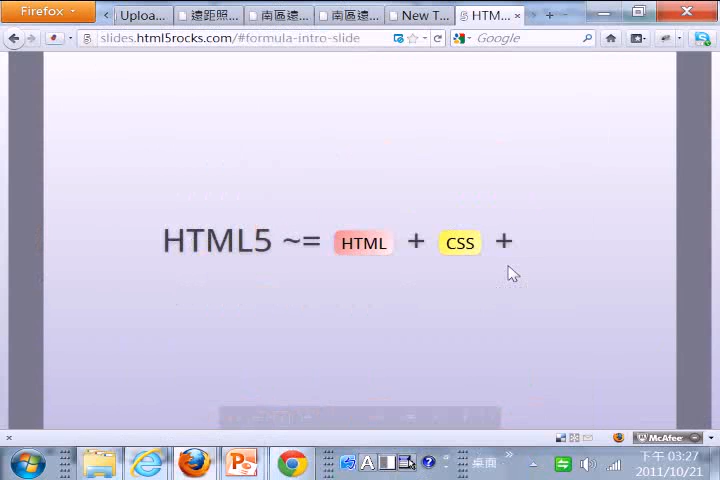 Firefox
Uploa...
遠距照...
南區遠...
南區遠...
New T...
5 HTM...
slides.html5rocks.com/#formula-intro-slide
Google
HTML5 ~= HTML + CSS +
McAfee
桌面
下午 03:27
2011/10/21